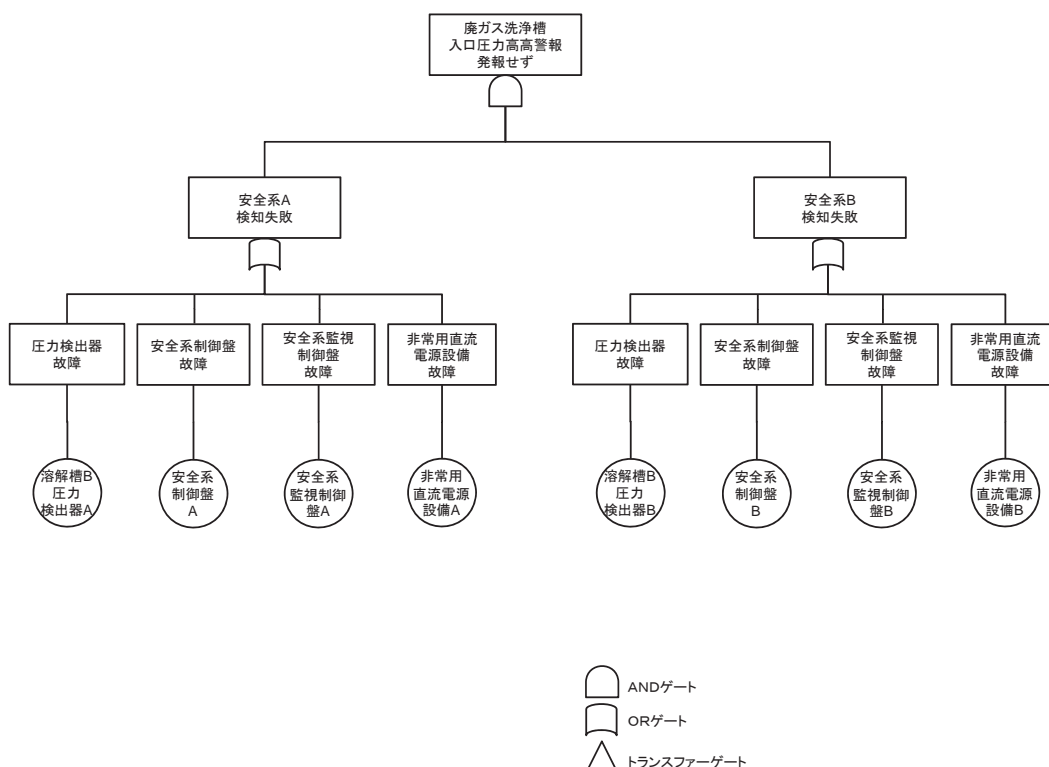 廃ガス洗浄槽
入口圧力高高警報
発報せず
安全系A
検知失敗
安全系B
検知失敗
圧力検出器
故障
安全系制御盤
故障
安全系監視
制御盤
故障
非常用直流
電源設備
故障
圧力検出器
故障
安全系制御盤
故障
安全系監視
制御盤
故障
非常用直流
電源設備
故障
溶解槽B
圧力
検出器A
安全系
制御盤
A
安全系
監視制御
盤A
非常用
直流電源
設備A
溶解槽B
圧力
検出器B
安全系
制御盤
B
安全系
監視制御
盤B
非常用
直流電源
設備B
ANDゲート
ORゲート
トランスファーゲート